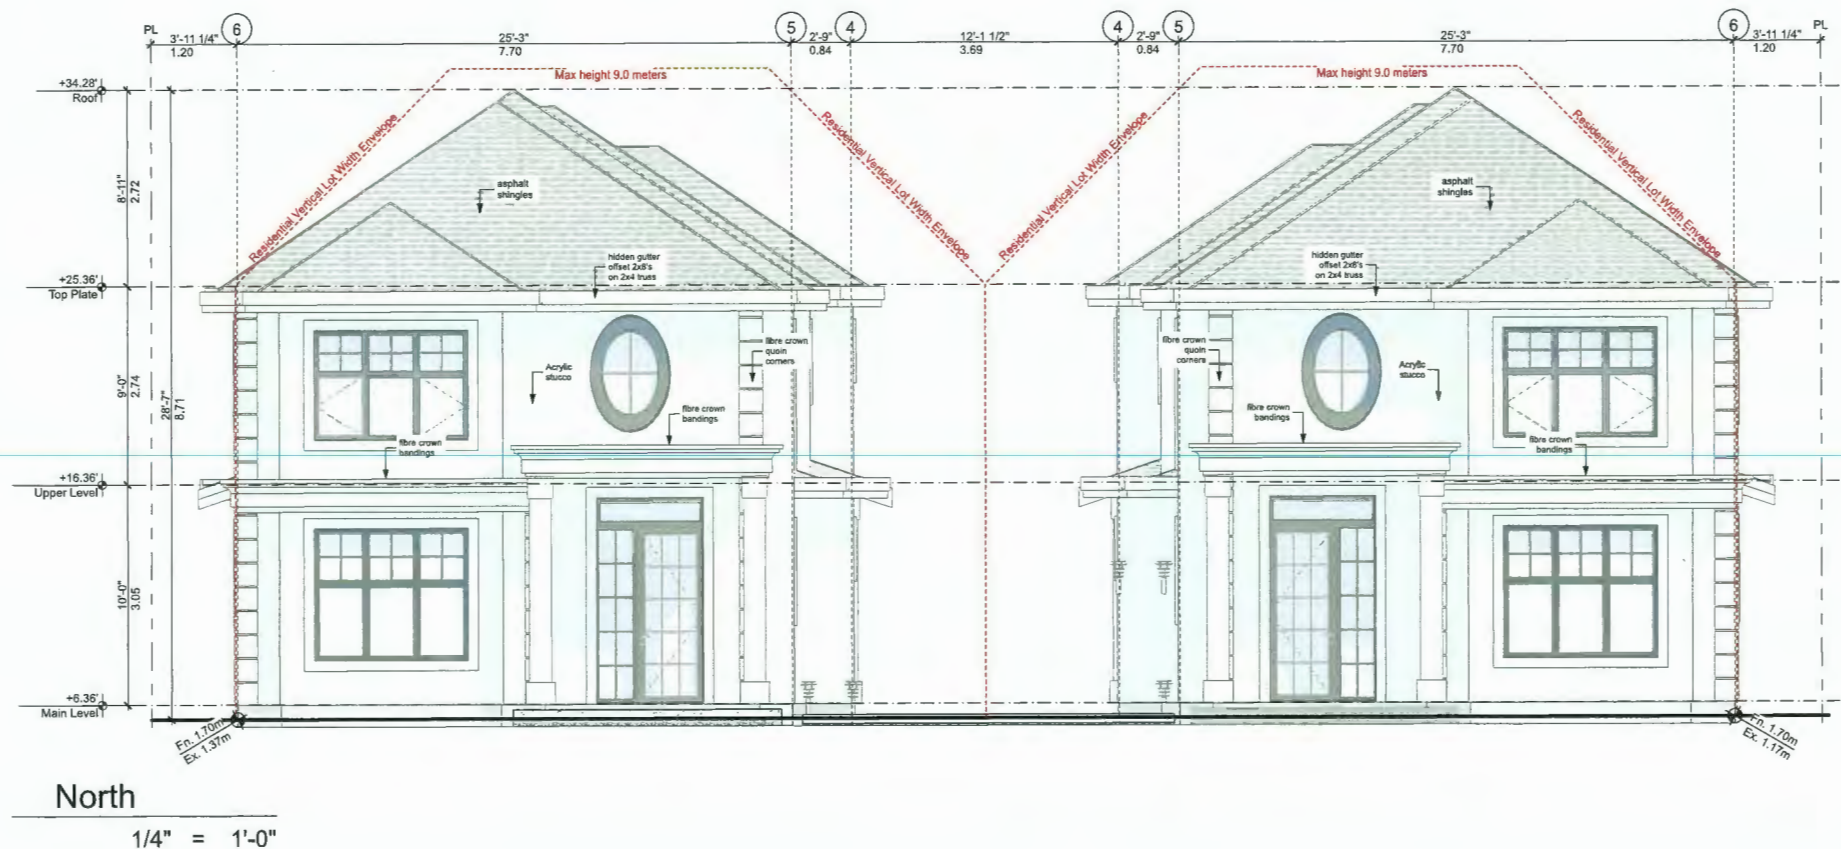 PL 6 5 4 4 5 6 PL
3'-11 1/4" 25'-3" 2'-9" 12'-1 1/2" 2'-9" 25'-3" 3'-11 1/4"
1.20 7.70 0.84 3.69 0.84 7.70 1.20
Max height 9.0 meters
Max height 9.0 meters
+34.28'
Roof
Residential Vertical Lot Width Envelope
Residential Vertical Lot Width Envelope
Residential Vertical Lot Width Envelope
Residential Vertical Lot Width Envelope
8'-11"
2.72
asphalt
shingles
asphalt
shingles
hidden gutter
offset 2x8's
on 2x4 truss
hidden gutter
offset 2x8's
on 2x4 truss
+25.36'
Top Plate
9'-0"
2.74
28'-7"
8.71
Acrylic
stucco
fibre crown
quoin
corners
fibre crown
quoin
corners
Acrylic
stucco
fibre crown
bandings
fibre crown
bandings
fibre crown
bandings
fibre crown
bandings
+16.36'
Upper Level
10'-0"
3.05
+6.36'
Main Level
Fn. 1.70m
Ex. 1.37m
Fn. 1.70m
Ex. 1.17m
North
1/4" = 1'-0"